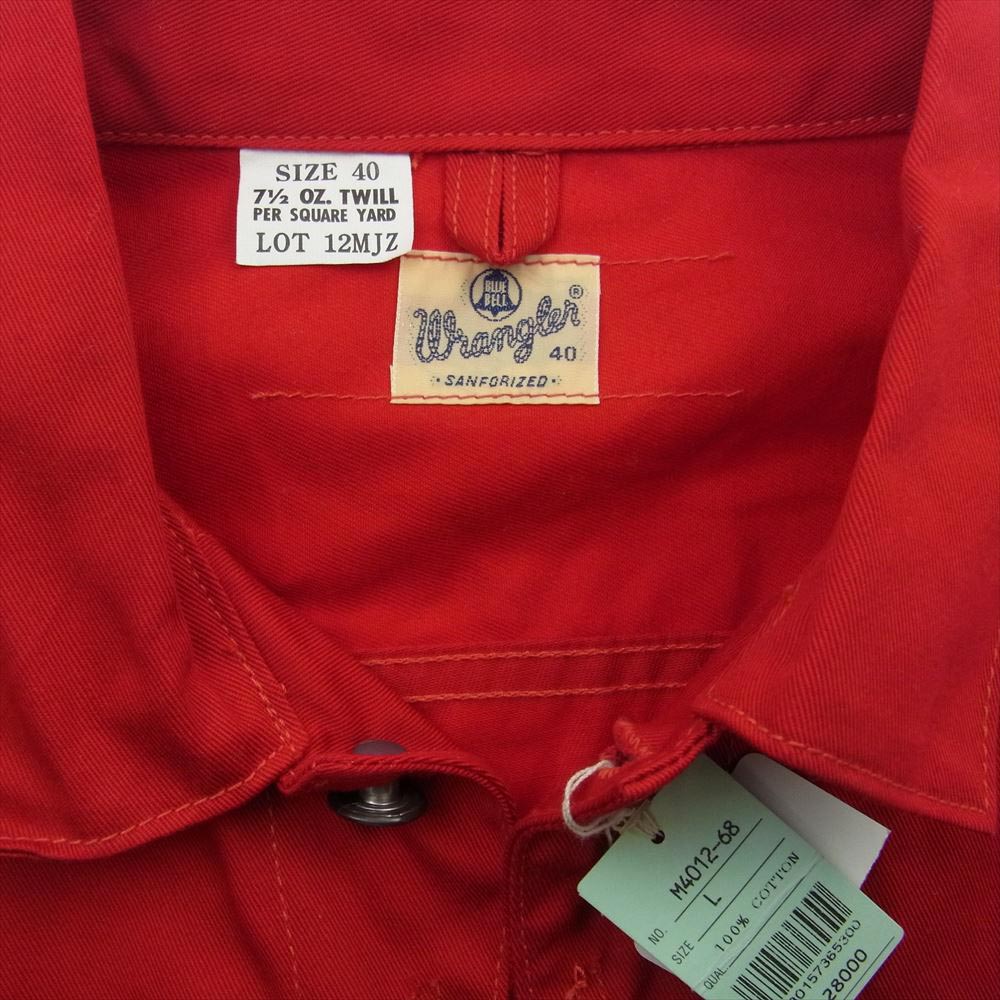 SIZE 40
7½ OZ. TWILL
PER SQUARE YARD
LOT 12MJZ
BLUE
BELL
Wrangler®
40
·SANFORIZED·
NO. M4012-68
SIZE L
QUAL 100% COTTON
0157365300
28000